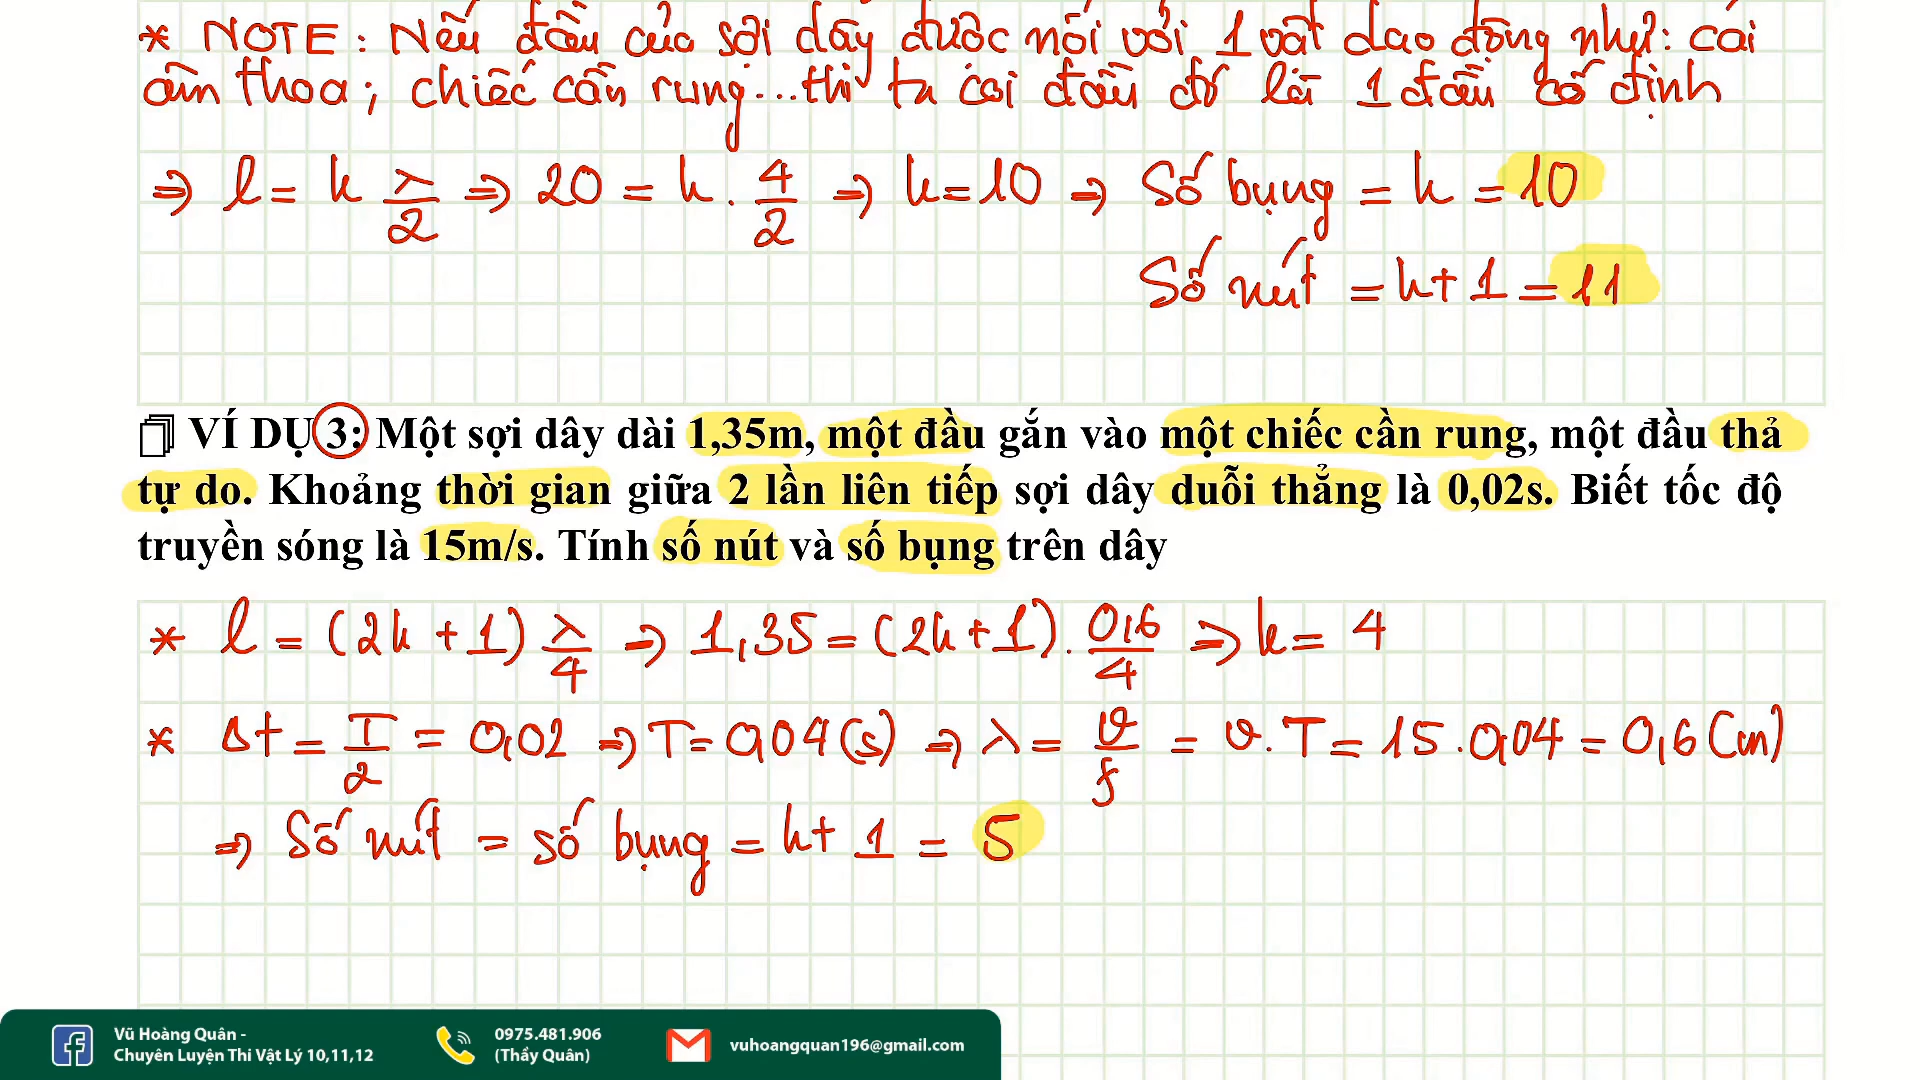 * NOTE: Nếu đầu của sợi dây được nối với 1 vật dao động như: cái
âm thoa; chiếc cần rung...thì ta coi đầu đó là 1 đầu cố định
⇒ l = k λ/2 ⇒ 20 = k . 4/2 ⇒ k=10 ⇒ Số bụng = k = 10
Số nút = k+1 = 11
VÍ DỤ 3: Một sợi dây dài 1,35m, một đầu gắn vào một chiếc cần rung, một đầu thả
tự do. Khoảng thời gian giữa 2 lần liên tiếp sợi dây duỗi thẳng là 0,02s. Biết tốc độ
truyền sóng là 15m/s. Tính số nút và số bụng trên dây
* l = (2k+1) λ/4 ⇒ 1,35 = (2k+1). 0,6/4 ⇒ k = 4
* Δt = T/2 = 0,02 ⇒ T= 0,04 (s) ⇒ λ = v/f = v.T = 15.0,04 = 0,6 (m)
⇒ Số nút = số bụng = k+1 = 5
Vũ Hoàng Quân -
Chuyên Luyện Thi Vật Lý 10,11,12
0975.481.906
(Thầy Quân)
vuhoangquan196@gmail.com